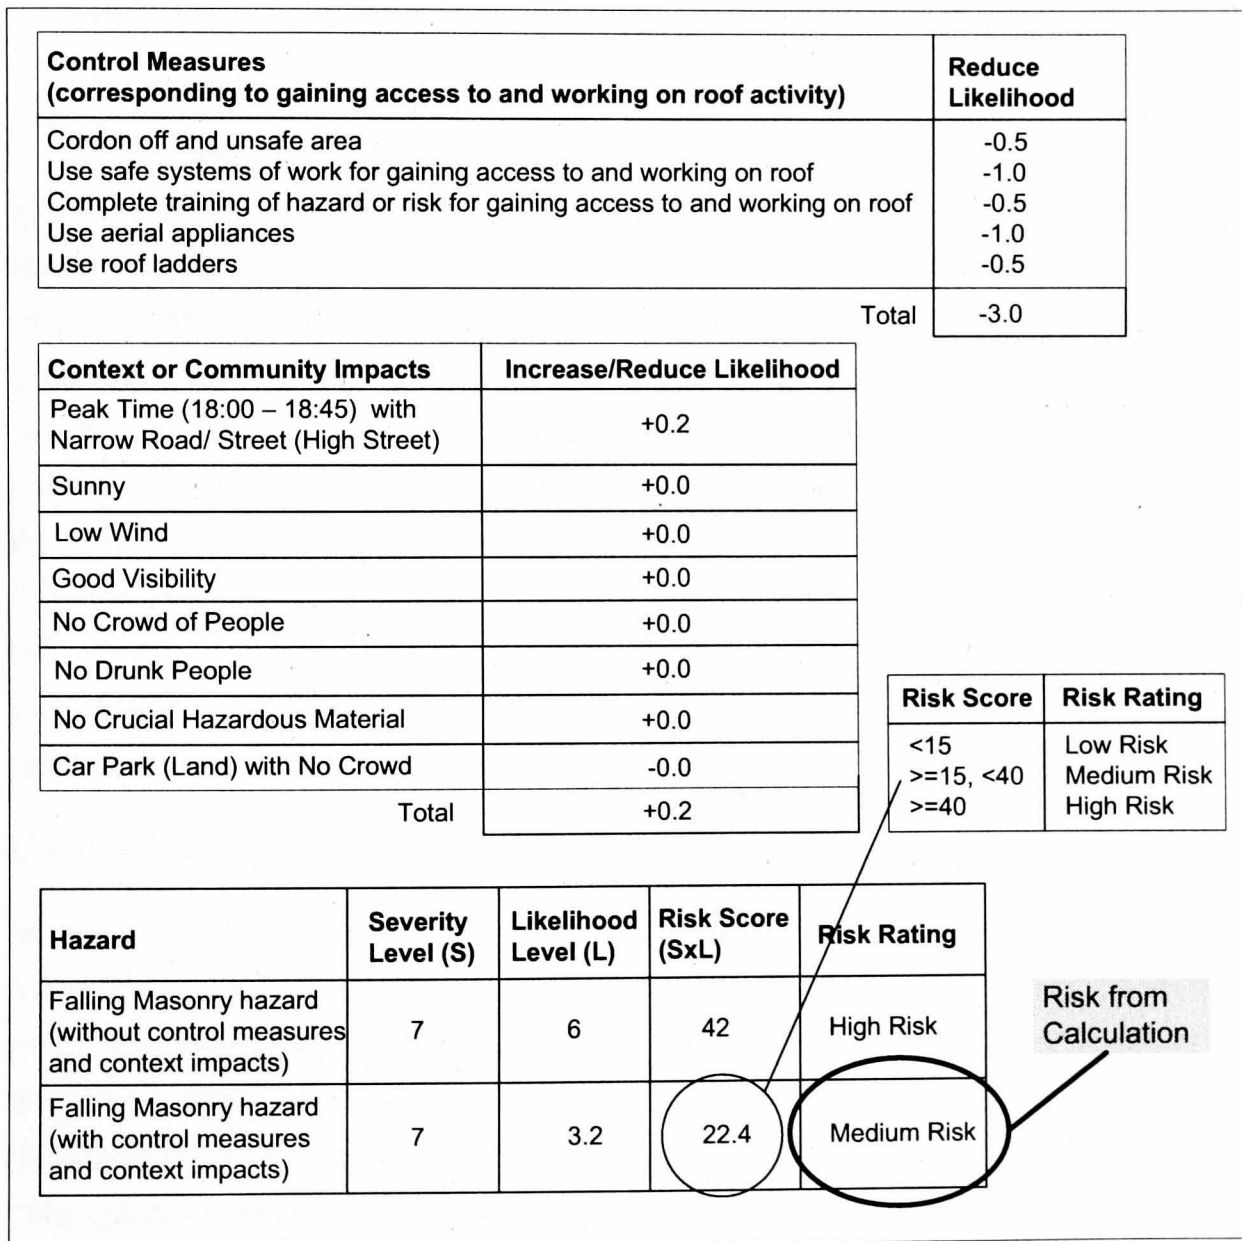 Control Measures
(corresponding to gaining access to and working on roof activity)
Reduce
Likelihood
Cordon off and unsafe area -0.5
Use safe systems of work for gaining access to and working on roof -1.0
Complete training of hazard or risk for gaining access to and working on roof -0.5
Use aerial appliances -1.0
Use roof ladders -0.5
Total -3.0
Context or Community Impacts Increase/Reduce Likelihood
Peak Time (18:00 – 18:45) with
Narrow Road/ Street (High Street)
+0.2
Sunny +0.0
Low Wind +0.0
Good Visibility +0.0
No Crowd of People +0.0
No Drunk People +0.0
No Crucial Hazardous Material +0.0
Car Park (Land) with No Crowd -0.0
Total +0.2
Risk Score Risk Rating
<15 Low Risk
>=15, <40 Medium Risk
>=40 High Risk
Hazard
Severity
Level (S)
Likelihood
Level (L)
Risk Score
(SxL)
Risk Rating
Falling Masonry hazard
(without control measures
and context impacts)
7 6 42 High Risk
Falling Masonry hazard
(with control measures
and context impacts)
7 3.2 22.4 Medium Risk
Risk from
Calculation